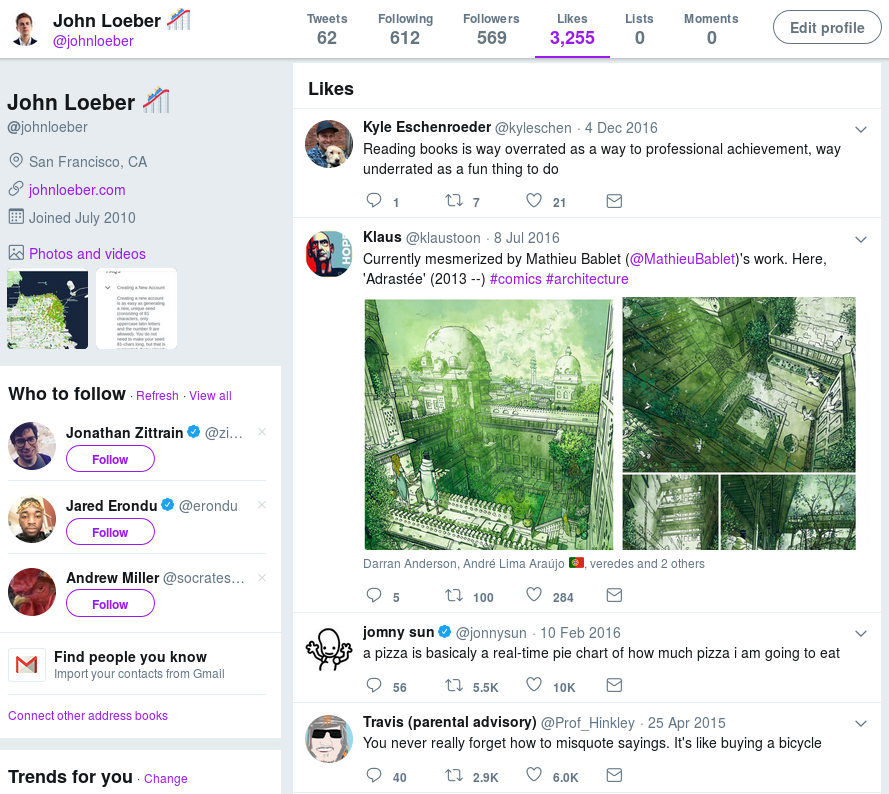 John Loeber
@johnloeber
Tweets
62
Following
612
Followers
569
Likes
3,255
Lists
0
Moments
0
Edit profile
John Loeber
@johnloeber
San Francisco, CA
johnloeber.com
Joined July 2010
Photos and videos
Creating a New Account
Creating a new account
is as easy as generating
a new, unique seed
(consisting of 81
characters, only
uppercase latin letters
and the number 9 are
allowed). You do not
need to make your seed
81-chars long, but that is
Who to follow · Refresh · View all
Jonathan Zittrain @zi...
Follow
Jared Erondu @erondu
Follow
Andrew Miller @socrates...
Follow
Find people you know
Import your contacts from Gmail
Connect other address books
Trends for you · Change
Likes
Kyle Eschenroeder @kyleschen · 4 Dec 2016
Reading books is way overrated as a way to professional achievement, way
underrated as a fun thing to do
1 7 21
HOPE
Klaus @klaustoon · 8 Jul 2016
Currently mesmerized by Mathieu Bablet (@MathieuBablet)'s work. Here,
'Adrastée' (2013 --) #comics #architecture
Darran Anderson, André Lima Araújo 🇵🇹, veredes and 2 others
5 100 284
jomny sun @jonnysun · 10 Feb 2016
a pizza is basicaly a real-time pie chart of how much pizza i am going to eat
56 5.5K 10K
Travis (parental advisory) @Prof_Hinkley · 25 Apr 2015
You never really forget how to misquote sayings. It's like buying a bicycle
40 2.9K 6.0K